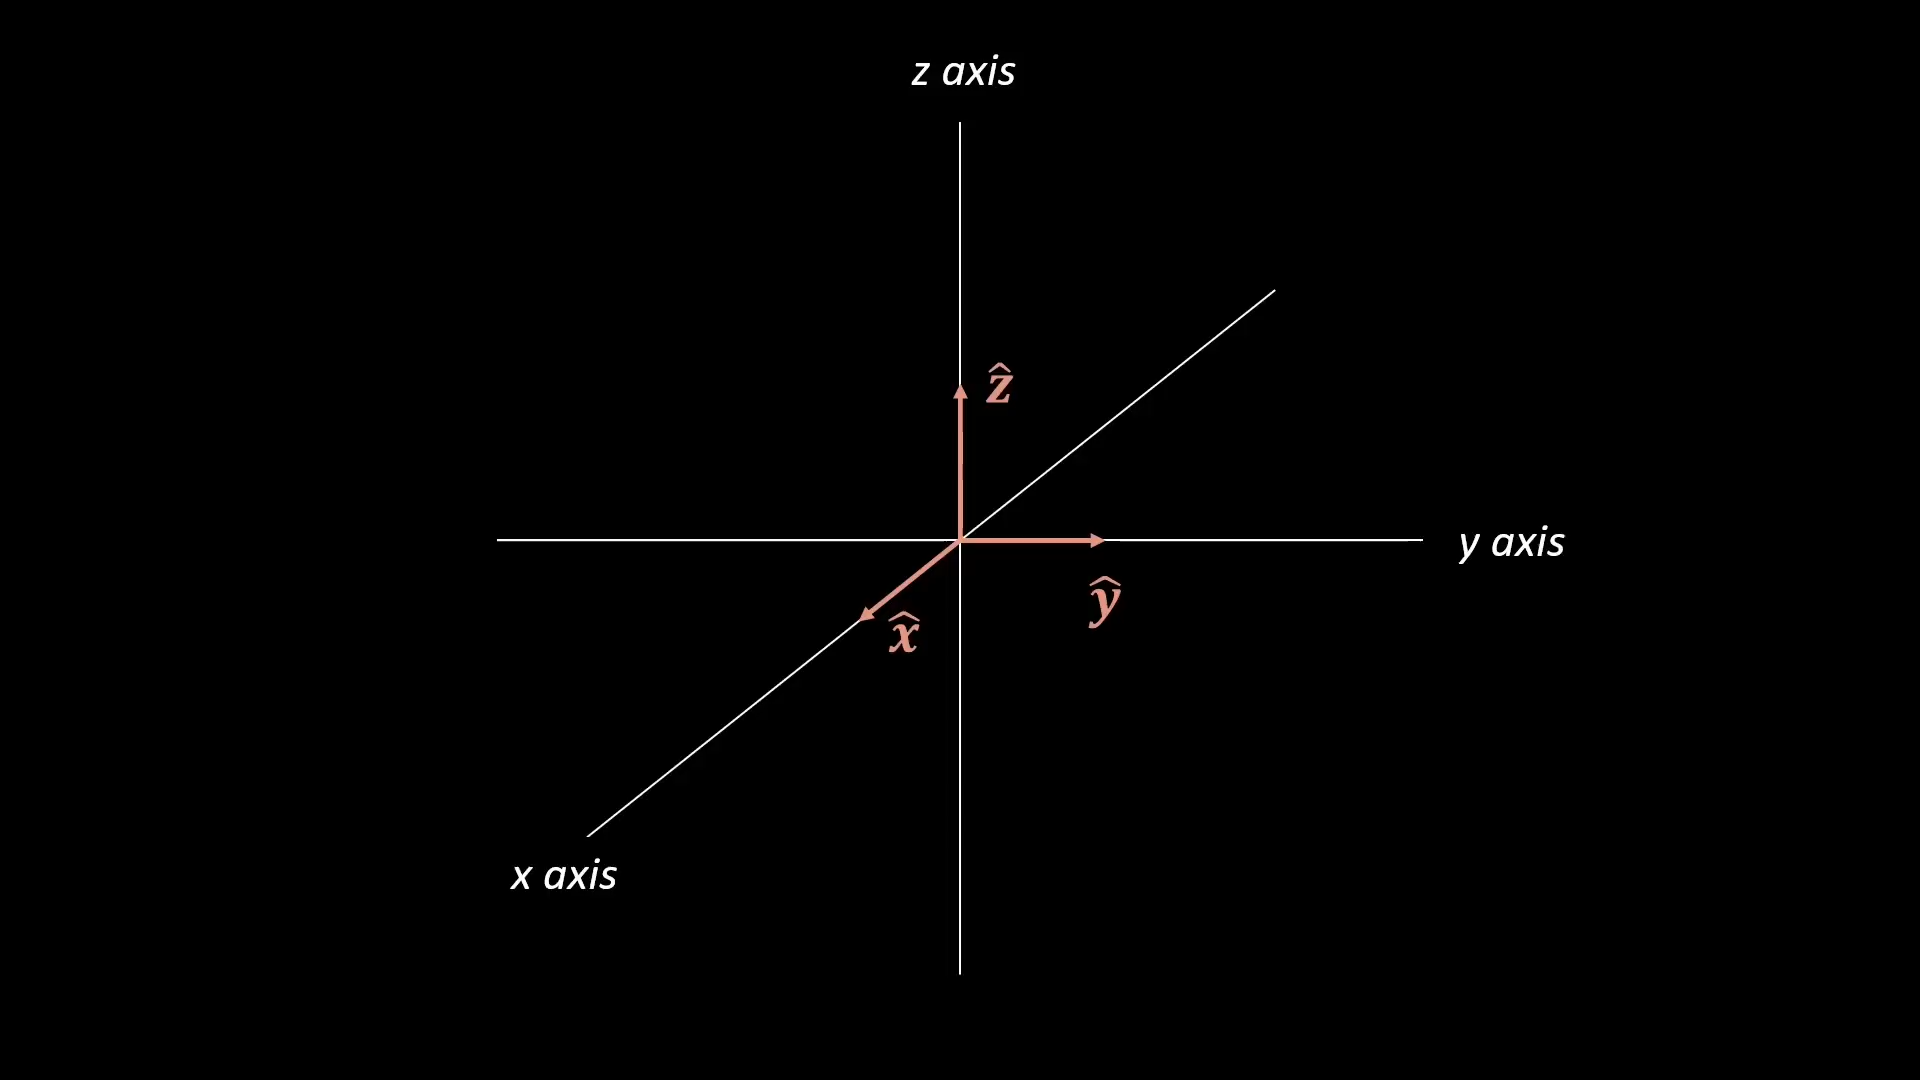 z axis
ẑ
y axis
ŷ
x̂
x axis